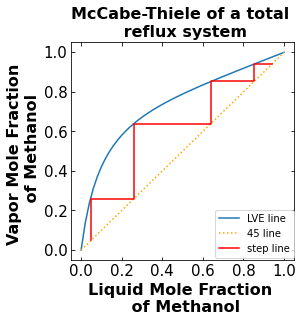 McCabe-Thiele of a total
reflux system
Vapor Mole Fraction
of Methanol
1.0
0.8
0.6
0.4
0.2
0.0
0.0 0.2 0.4 0.6 0.8 1.0
LVE line
45 line
step line
Liquid Mole Fraction
of Methanol